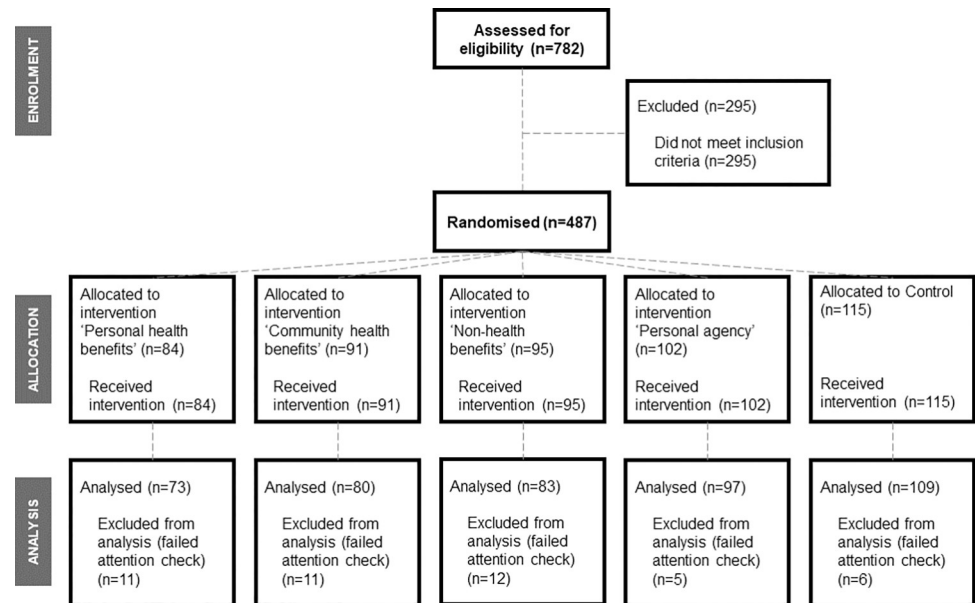 ENROLMENT
Assessed for
eligibility (n=782)
Excluded (n=295)
Did not meet inclusion
criteria (n=295)
Randomised (n=487)
ALLOCATION
Allocated to
intervention
‘Personal health
benefits’ (n=84)
Received
intervention (n=84)
Allocated to
intervention
‘Community health
benefits’ (n=91)
Received
intervention (n=91)
Allocated to
intervention
‘Non-health
benefits’ (n=95)
Received
intervention (n=95)
Allocated to
intervention
‘Personal agency’
(n=102)
Received
intervention (n=102)
Allocated to Control
(n=115)
Received
intervention (n=115)
ANALYSIS
Analysed (n=73)
Excluded from
analysis (failed
attention check)
(n=11)
Analysed (n=80)
Excluded from
analysis (failed
attention check)
(n=11)
Analysed (n=83)
Excluded from
analysis (failed
attention check)
(n=12)
Analysed (n=97)
Excluded from
analysis (failed
attention check)
(n=5)
Analysed (n=109)
Excluded from
analysis (failed
attention check)
(n=6)